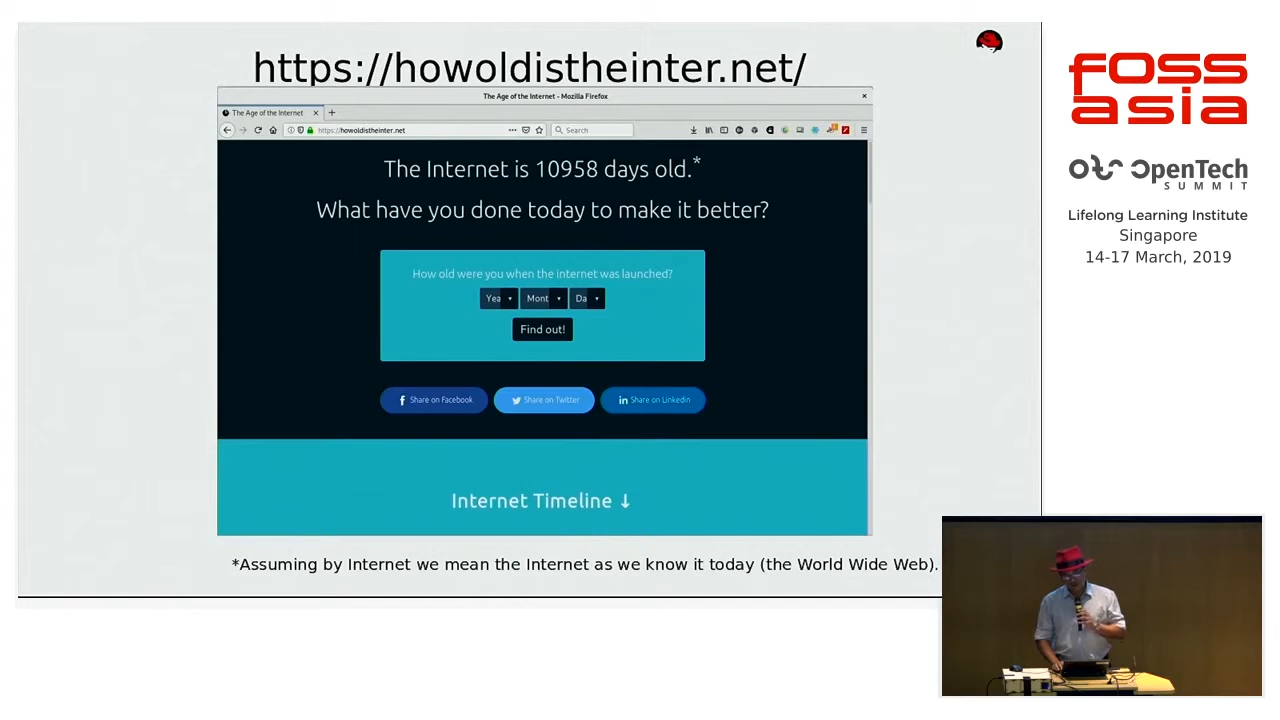 https://howoldistheinter.net/
The Age of the Internet - Mozilla Firefox
The Age of the Internet
https://howoldistheinter.net
Search
The Internet is 10958 days old.*
What have you done today to make it better?
How old were you when the internet was launched?
Yea Mont Da
Find out!
Share on Facebook Share on Twitter Share on Linkedin
Internet Timeline ↓
*Assuming by Internet we mean the Internet as we know it today (the World Wide Web).
FOSS
asia
OpenTech
SUMMIT
Lifelong Learning Institute
Singapore
14-17 March, 2019